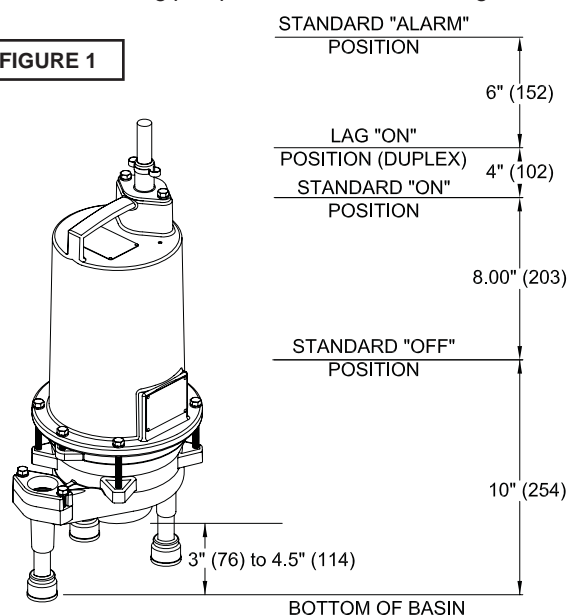 STANDARD "ALARM"
POSITION
FIGURE 1
6" (152)
LAG "ON"
POSITION (DUPLEX)
4" (102)
STANDARD "ON"
POSITION
8.00" (203)
STANDARD "OFF"
POSITION
10" (254)
3" (76) to 4.5" (114)
BOTTOM OF BASIN